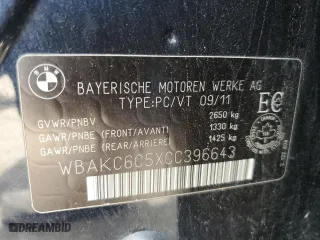 BMW
BAYERISCHE MOTOREN WERKE AG
TYPE:PC/VT 09/11
EC
GVWR/PNBV 2650 kg
GAWR/PNBE (FRONT/AVANT) 1330 kg
GAWR/PNBE (REAR/ARRIERE) 1425 kg
WBAKC6C5XCC396643
DREAMBID